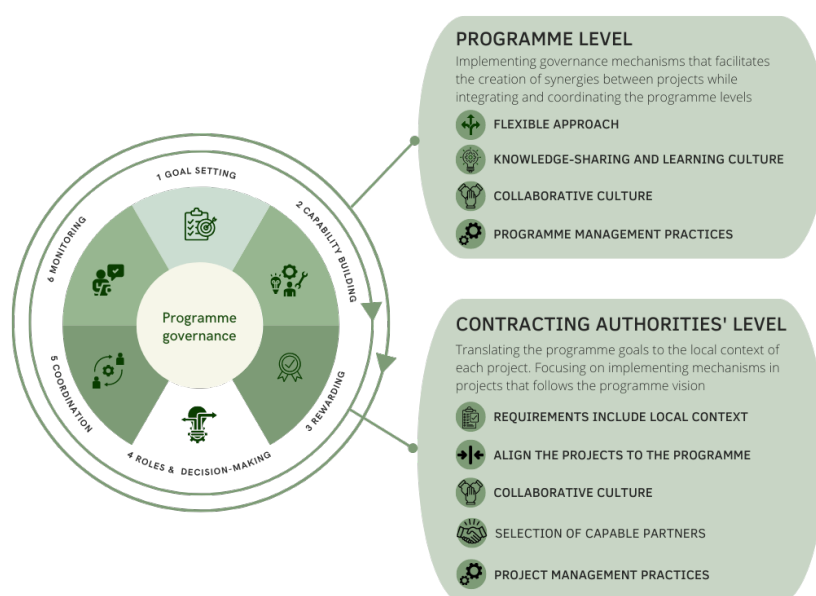 1 GOAL SETTING
2 CAPABILITY BUILDING
3 REWARDING
4 ROLES & DECISION-MAKING
5 COORDINATION
6 MONITORING
Programme
governance
PROGRAMME LEVEL
Implementing governance mechanisms that facilitates
the creation of synergies between projects while
integrating and coordinating the programme levels
FLEXIBLE APPROACH
KNOWLEDGE-SHARING AND LEARNING CULTURE
COLLABORATIVE CULTURE
PROGRAMME MANAGEMENT PRACTICES
CONTRACTING AUTHORITIES' LEVEL
Translating the programme goals to the local context of
each project. Focusing on implementing mechanisms in
projects that follows the programme vision
REQUIREMENTS INCLUDE LOCAL CONTEXT
ALIGN THE PROJECTS TO THE PROGRAMME
COLLABORATIVE CULTURE
SELECTION OF CAPABLE PARTNERS
PROJECT MANAGEMENT PRACTICES